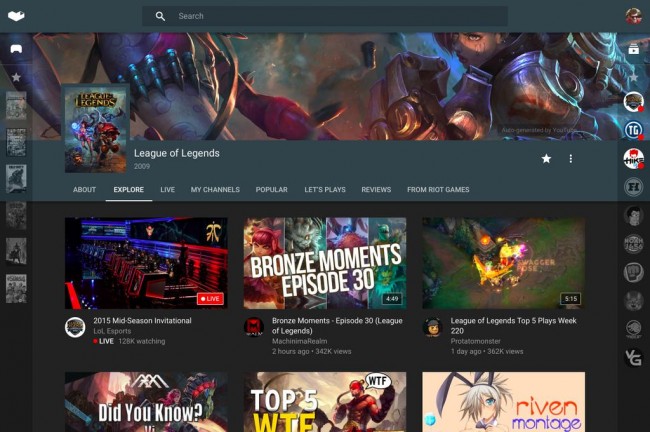 Search
Auto-generated by YouTube
LEAGUE OF LEGENDS
League of Legends
2009
ABOUT EXPLORE LIVE MY CHANNELS POPULAR LET'S PLAYS REVIEWS FROM RIOT GAMES
FNATIC
LIVE
BRONZE MOMENTS
EPISODE 30
4:49
SWAGGER
5:15
2015 Mid-Season Invitational
LoL Esports
LIVE 128K watching
Bronze Moments - Episode 30 (League of Legends)
MachinimaRealm
2 hours ago • 342K views
League of Legends Top 5 Plays Week 220
Protatomonster
1 day ago • 362K views
TG
HIKE
VG
Did You Know?
Vi
TOP 5
WTF
WTF
riven
montage